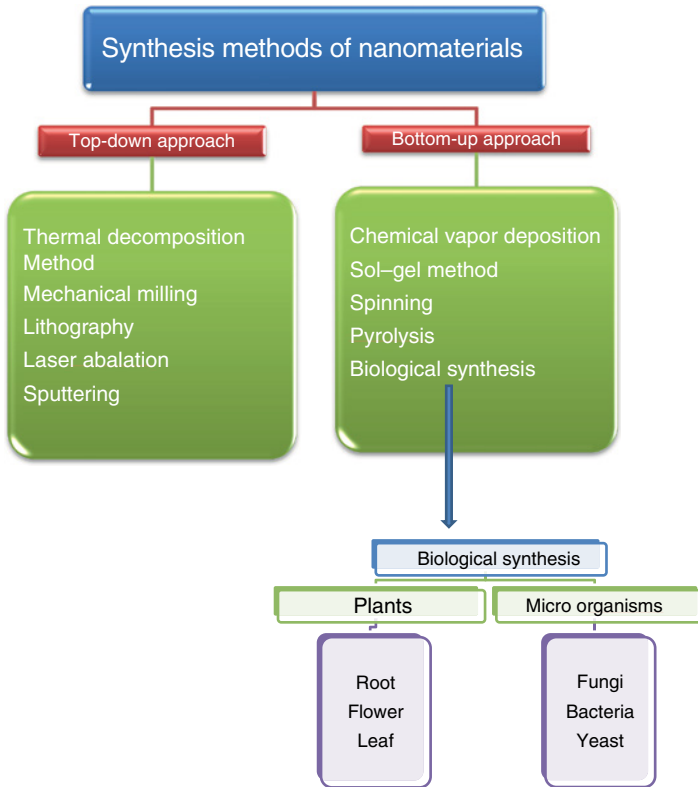 Synthesis methods of nanomaterials
Top-down approach
Bottom-up approach
Thermal decomposition
Method
Mechanical milling
Lithography
Laser abalation
Sputtering
Chemical vapor deposition
Sol–gel method
Spinning
Pyrolysis
Biological synthesis
Biological synthesis
Plants
Micro organisms
Root
Flower
Leaf
Fungi
Bacteria
Yeast